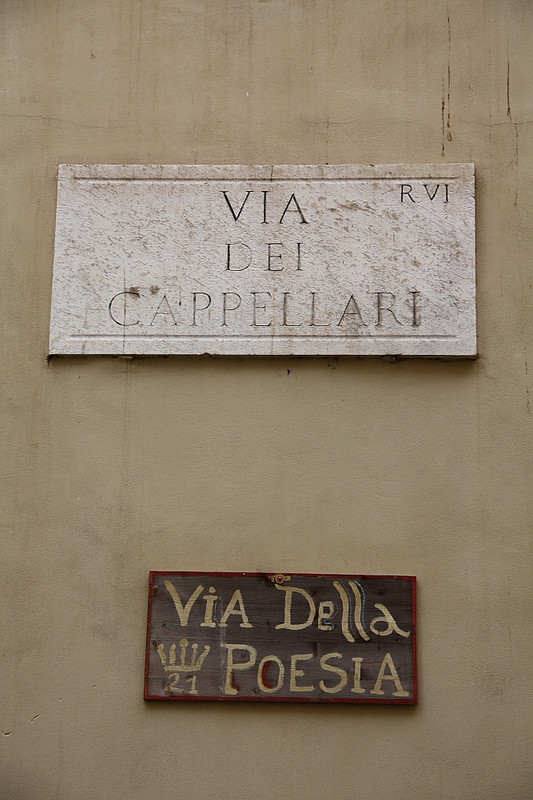 VIA R VI
DEI
CAPPELLARI
VIA Della
21 POESIA